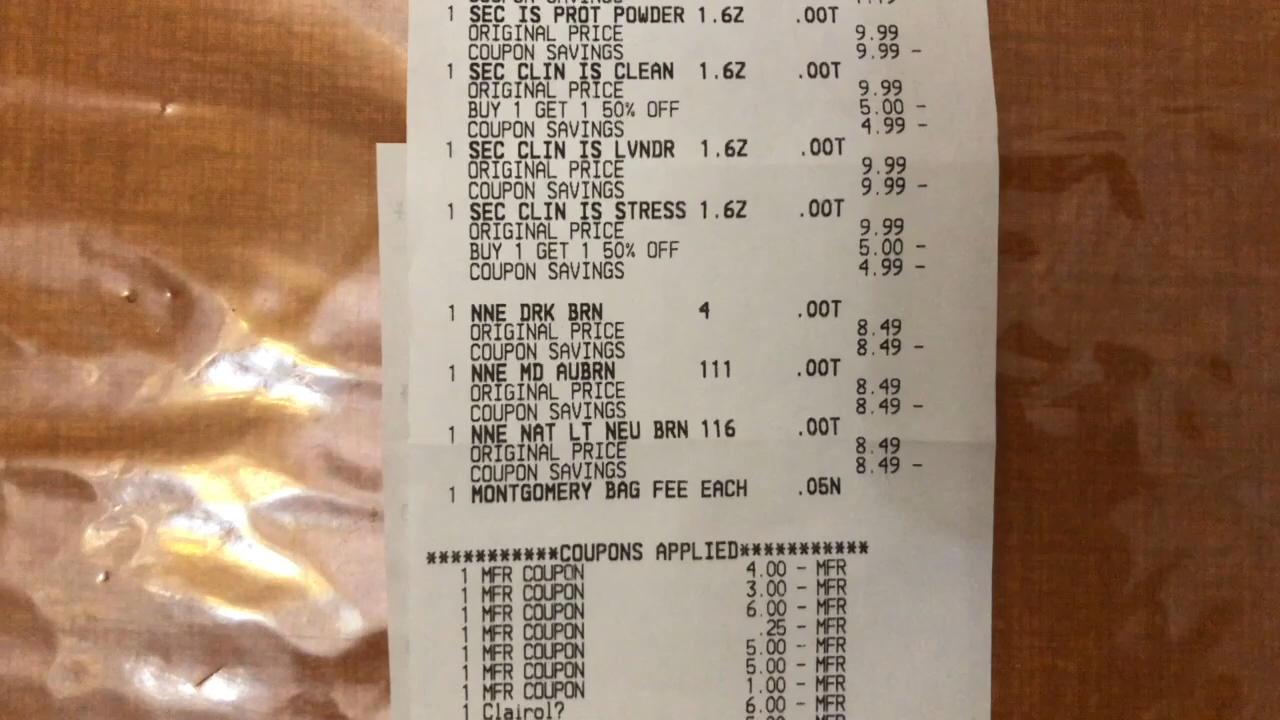 COUPON SAVINGS
1 SEC IS PROT POWDER 1.6Z .00T
ORIGINAL PRICE 9.99
COUPON SAVINGS 9.99 -
1 SEC CLIN IS CLEAN 1.6Z .00T
ORIGINAL PRICE 9.99
BUY 1 GET 1 50% OFF 5.00 -
COUPON SAVINGS 4.99 -
1 SEC CLIN IS LVNDR 1.6Z .00T
ORIGINAL PRICE 9.99
COUPON SAVINGS 9.99 -
1 SEC CLIN IS STRESS 1.6Z .00T
ORIGINAL PRICE 9.99
BUY 1 GET 1 50% OFF 5.00 -
COUPON SAVINGS 4.99 -
1 NNE DRK BRN 4 .00T
ORIGINAL PRICE 8.49
COUPON SAVINGS 8.49 -
1 NNE MD AUBRN 111 .00T
ORIGINAL PRICE 8.49
COUPON SAVINGS 8.49 -
1 NNE NAT LT NEU BRN 116 .00T
ORIGINAL PRICE 8.49
COUPON SAVINGS 8.49 -
1 MONTGOMERY BAG FEE EACH .05N
***********COUPONS APPLIED***********
1 MFR COUPON 4.00 - MFR
1 MFR COUPON 3.00 - MFR
1 MFR COUPON 6.00 - MFR
1 MFR COUPON .25 - MFR
1 MFR COUPON 5.00 - MFR
1 MFR COUPON 5.00 - MFR
1 MFR COUPON 1.00 - MFR
1 Clairol? 6.00 - MFR